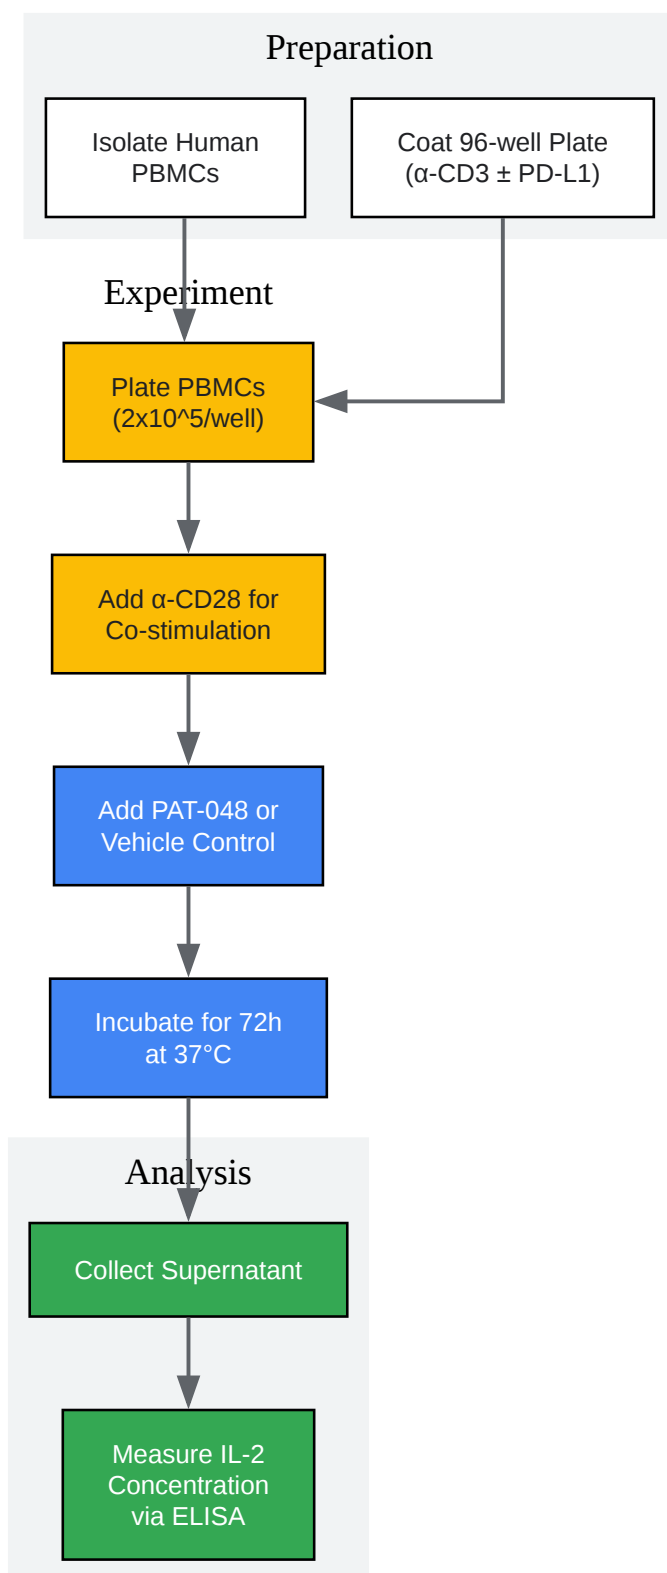 Preparation
Isolate Human
PBMCs
Coat 96-well Plate
(α-CD3 ± PD-L1)
Experiment
Plate PBMCs
(2x10^5/well)
Add α-CD28 for
Co-stimulation
Add PAT-048 or
Vehicle Control
Incubate for 72h
at 37°C
Analysis
Collect Supernatant
Measure IL-2
Concentration
via ELISA